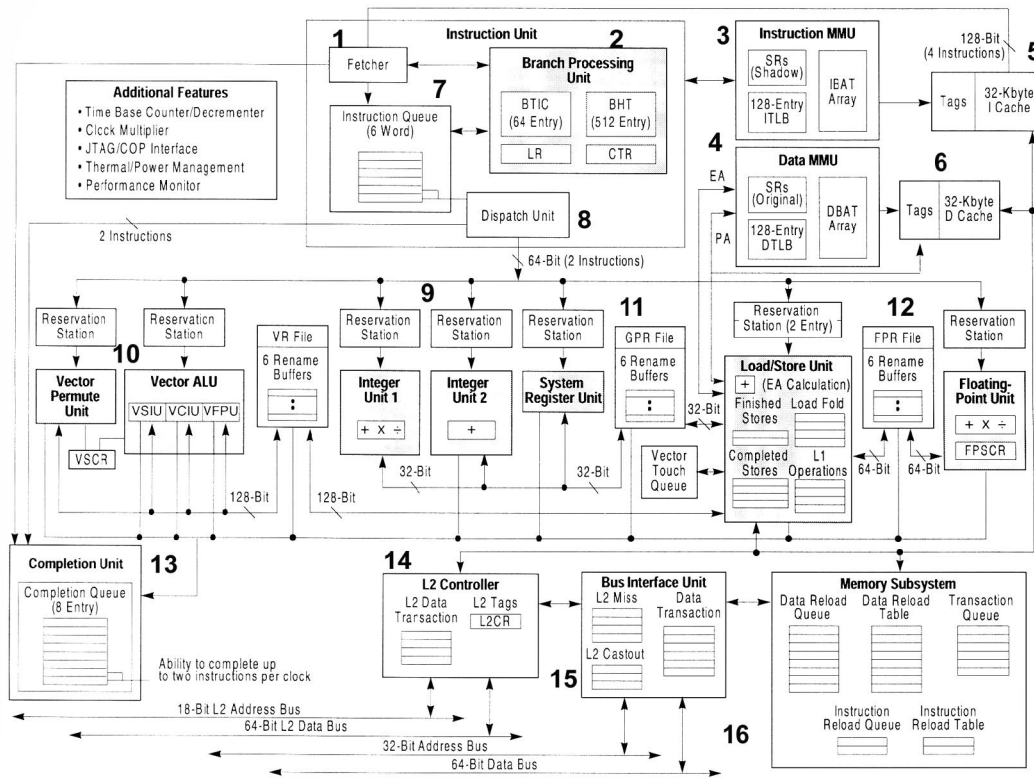 1
Fetcher
Instruction Unit
2
Branch Processing
Unit
BTIC
(64 Entry)
BHT
(512 Entry)
LR
CTR
3
Instruction MMU
SRs
(Shadow)
128-Entry
ITLB
IBAT
Array
128-Bit
(4 Instructions)
5
Tags
32-Kbyte
I Cache
Additional Features
• Time Base Counter/Decrementer
• Clock Multiplier
• JTAG/COP Interface
• Thermal/Power Management
• Performance Monitor
7
Instruction Queue
(6 Word)
4
Data MMU
EA
SRs
(Original)
128-Entry
DTLB
DBAT
Array
PA
6
Tags
32-Kbyte
D Cache
Dispatch Unit
8
2 Instructions
64-Bit (2 Instructions)
9
10
11
12
Reservation
Station
Reservation
Station
VR File
6 Rename
Buffers
Reservation
Station
Reservation
Station
Reservation
Station
GPR File
6 Rename
Buffers
Reservation
Station (2 Entry)
FPR File
6 Rename
Buffers
Reservation
Station
Vector
Permute
Unit
Vector ALU
VSIU
VCIU
VFPU
VSCR
Integer
Unit 1
+ x ÷
Integer
Unit 2
+
System
Register Unit
Load/Store Unit
+
(EA Calculation)
Finished
Stores
Load Fold
Completed
Stores
L1
Operations
Floating-
Point Unit
+ x ÷
FPSCR
32-Bit
Vector
Touch
Queue
64-Bit
64-Bit
128-Bit
128-Bit
32-Bit
32-Bit
Completion Unit
13
Completion Queue
(8 Entry)
Ability to complete up
to two instructions per clock
14
L2 Controller
L2 Data
Transaction
L2 Tags
L2CR
Bus Interface Unit
L2 Miss
Data
Transaction
L2 Castout
15
Memory Subsystem
Data Reload
Queue
Data Reload
Table
Transaction
Queue
Instruction
Reload Queue
Instruction
Reload Table
16
18-Bit L2 Address Bus
64-Bit L2 Data Bus
32-Bit Address Bus
64-Bit Data Bus